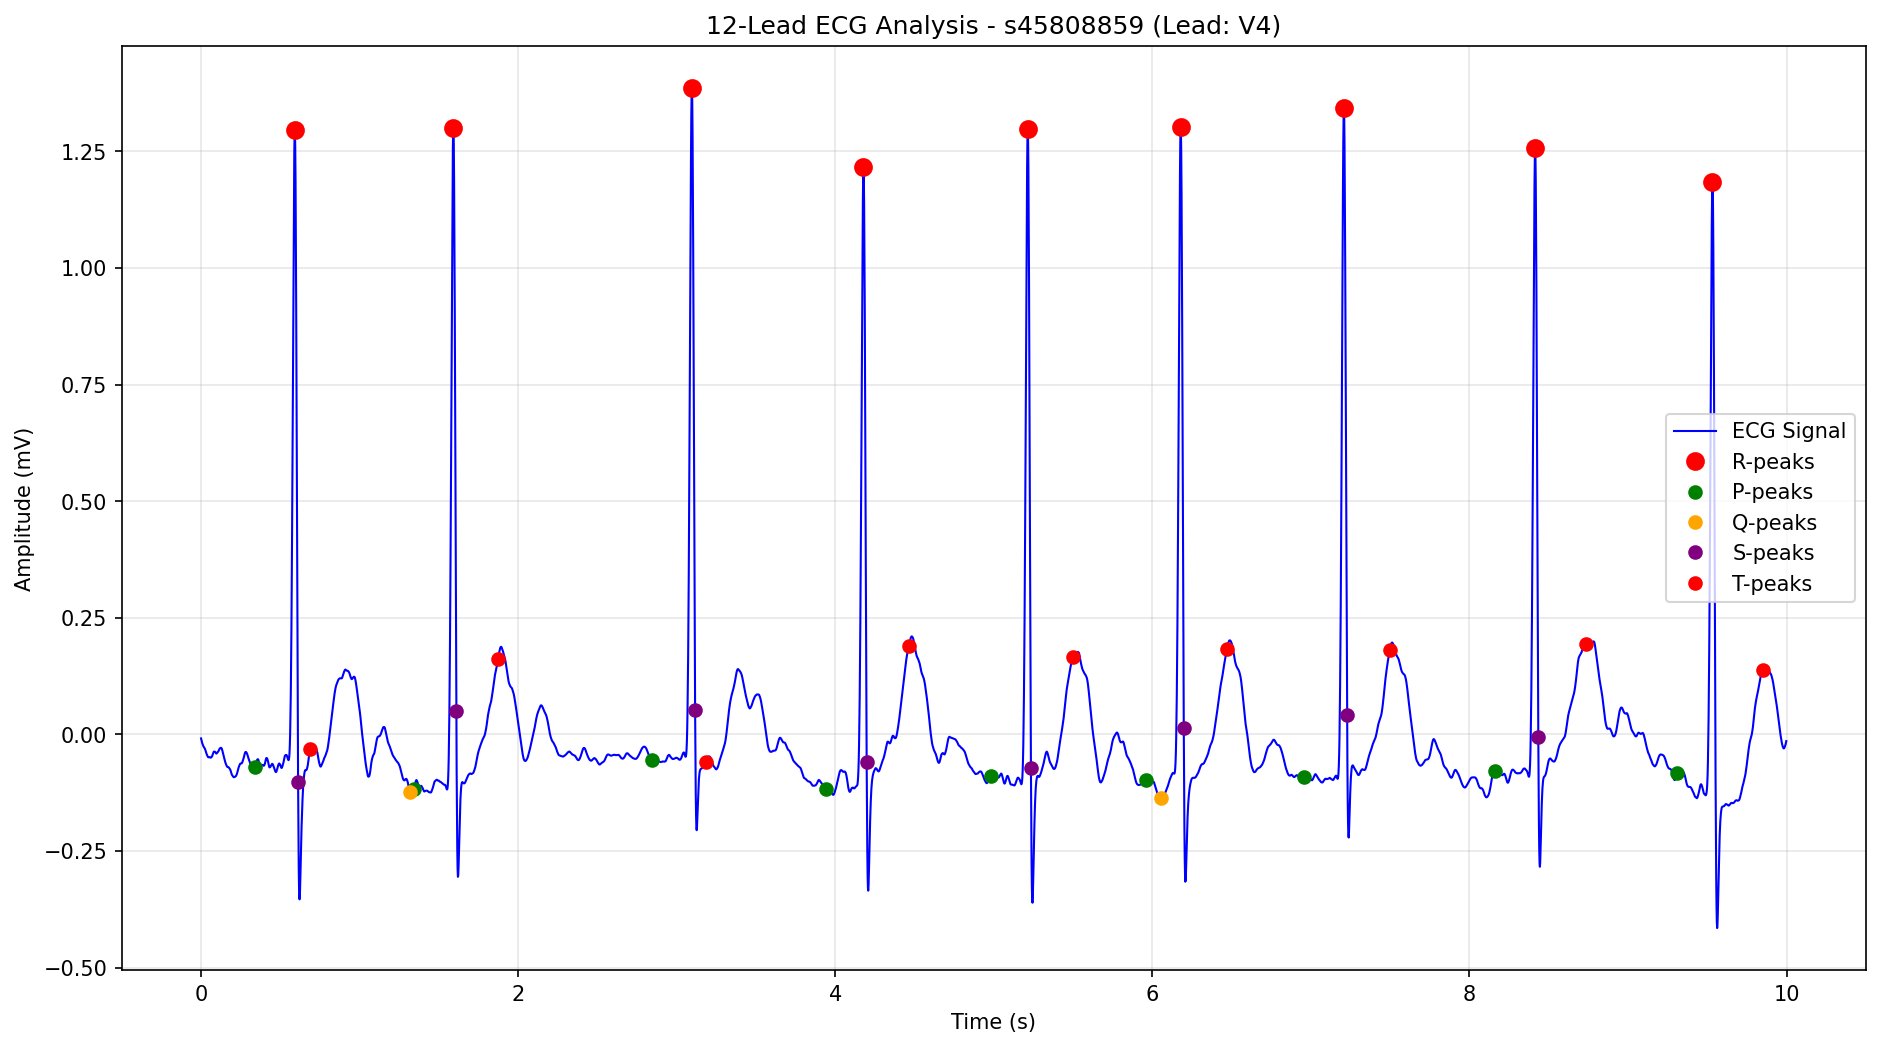 12-Lead ECG Analysis - s45808859 (Lead: V4)
Amplitude (mV)
1.25
1.00
0.75
0.50
0.25
0.00
−0.25
−0.50
ECG Signal
R-peaks
P-peaks
Q-peaks
S-peaks
T-peaks
0 2 4 6 8 10
Time (s)